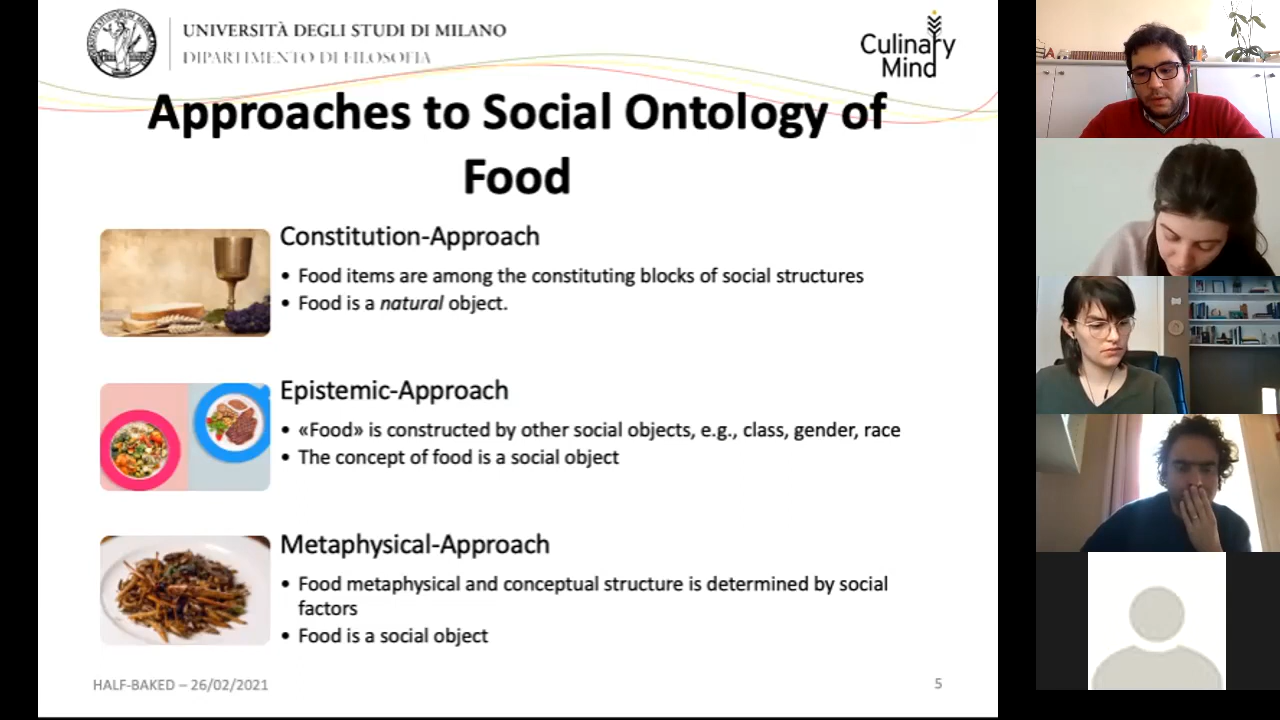 UNIVERSITÀ DEGLI STUDI DI MILANO
DIPARTIMENTO DI FILOSOFIA
Culinary
Mind
Approaches to Social Ontology of
Food
Constitution-Approach
• Food items are among the constituting blocks of social structures
• Food is a natural object.
Epistemic-Approach
• «Food» is constructed by other social objects, e.g., class, gender, race
• The concept of food is a social object
Metaphysical-Approach
• Food metaphysical and conceptual structure is determined by social
factors
• Food is a social object
HALF-BAKED – 26/02/2021
5